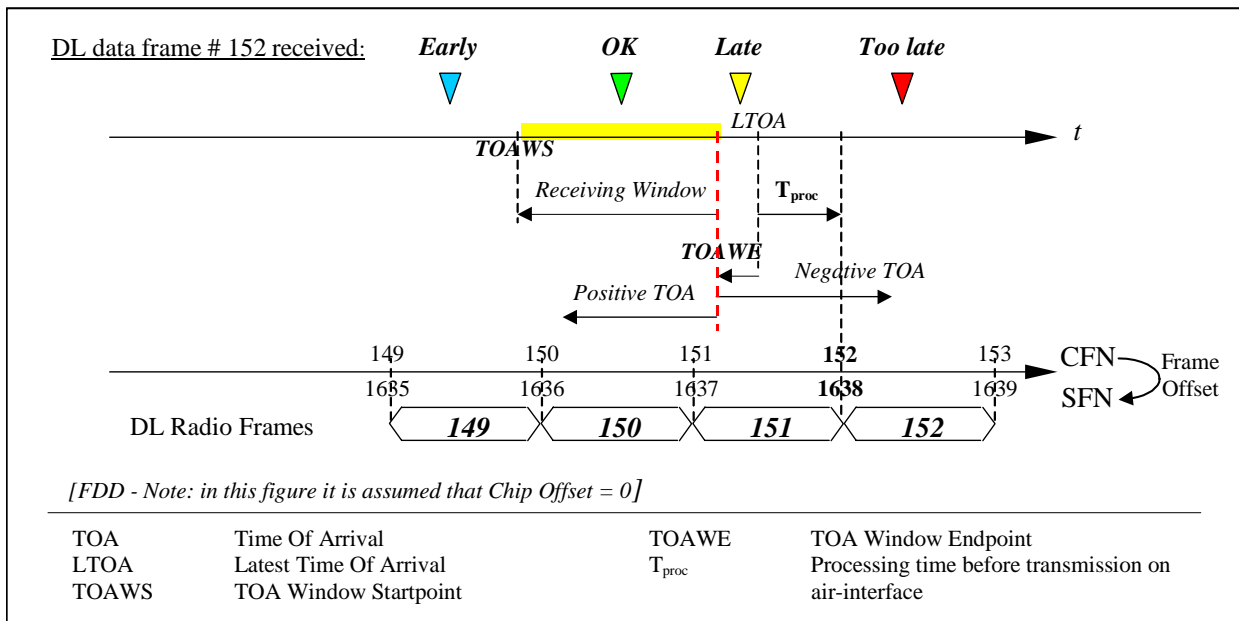 DL data frame # 152 received: Early OK Late Too late
LTOA
t
TOAWS
Receiving Window
Tproc
TOAWE
Negative TOA
Positive TOA
149 150 151 152 153
CFN
Frame
Offset
1635 1636 1637 1638 1639
SFN
DL Radio Frames 149 150 151 152
[FDD - Note: in this figure it is assumed that Chip Offset = 0]
TOA Time Of Arrival TOAWE TOA Window Endpoint
LTOA Latest Time Of Arrival Tproc Processing time before transmission on
TOAWS TOA Window Startpoint air-interface